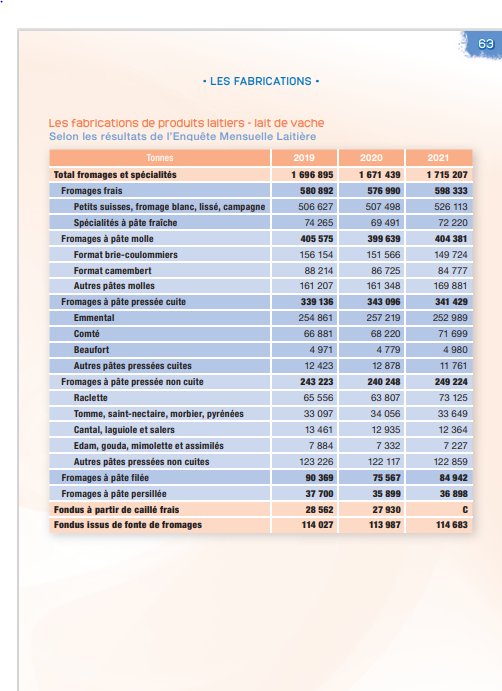 63
• LES FABRICATIONS •
Les fabrications de produits laitiers - lait de vache
Selon les résultats de l'Enquête Mensuelle Laitière
Tonnes 2019 2020 2021
Total fromages et spécialités 1 696 895 1 671 439 1 715 207
Fromages frais 580 892 576 990 598 333
Petits suisses, fromage blanc, lissé, campagne 506 627 507 498 526 113
Spécialités à pâte fraîche 74 265 69 491 72 220
Fromages à pâte molle 405 575 399 639 404 381
Format brie-coulommiers 156 154 151 566 149 724
Format camembert 88 214 86 725 84 777
Autres pâtes molles 161 207 161 348 169 881
Fromages à pâte pressée cuite 339 136 343 096 341 429
Emmental 254 861 257 219 252 989
Comté 66 881 68 220 71 699
Beaufort 4 971 4 779 4 980
Autres pâtes pressées cuites 12 423 12 878 11 761
Fromages à pâte pressée non cuite 243 223 240 248 249 224
Raclette 65 556 63 807 73 125
Tomme, saint-nectaire, morbier, pyrénées 33 097 34 056 33 649
Cantal, laguiole et salers 13 461 12 935 12 364
Edam, gouda, mimolette et assimilés 7 884 7 332 7 227
Autres pâtes pressées non cuites 123 226 122 117 122 859
Fromages à pâte filée 90 369 75 567 84 942
Fromages à pâte persillée 37 700 35 899 36 898
Fondus à partir de caillé frais 28 562 27 930 C
Fondus issus de fonte de fromages 114 027 113 987 114 683